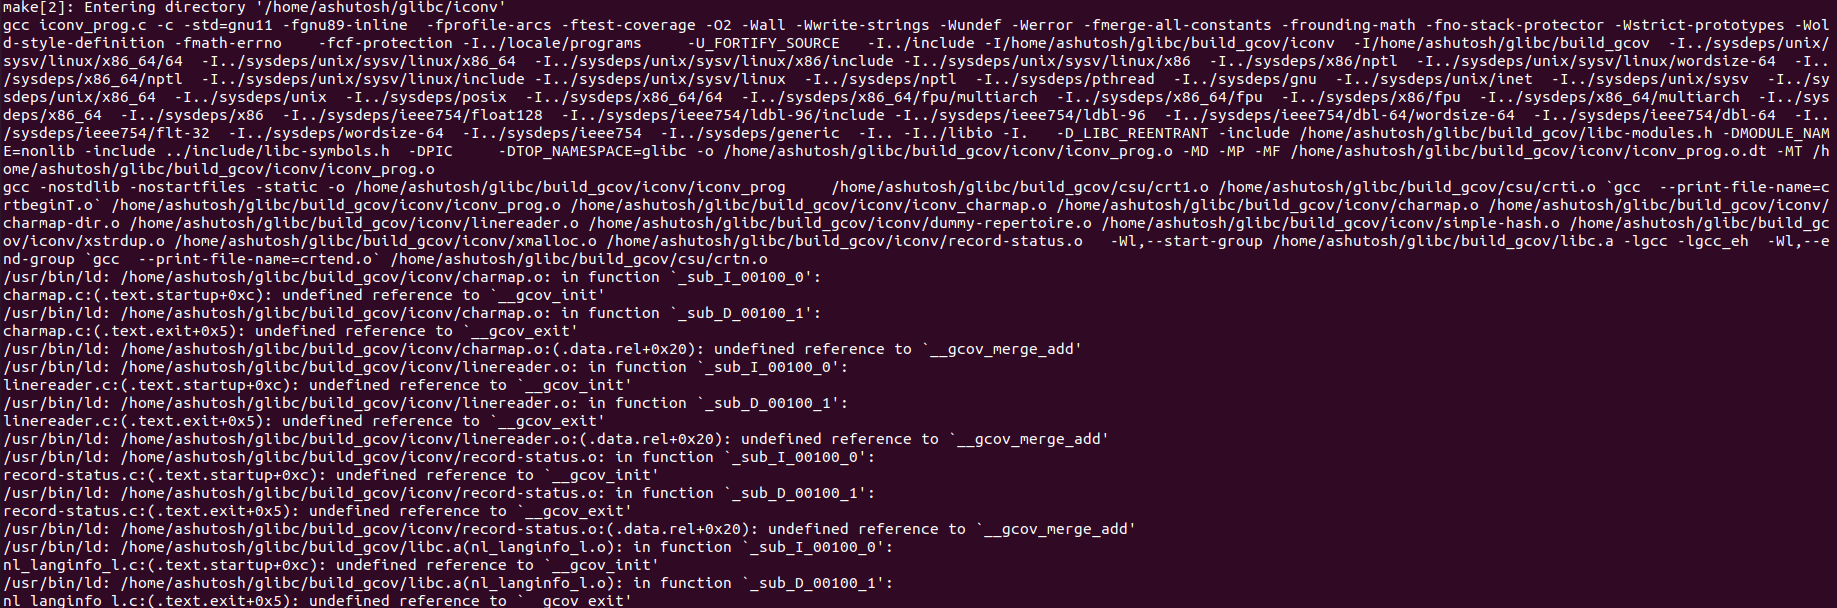 make[2]: Entering directory '/home/ashutosh/glibc/iconv'
gcc iconv_prog.c -c -std=gnu11 -fgnu89-inline  -fprofile-arcs -ftest-coverage -O2 -Wall -Wwrite-strings -Wundef -Werror -fmerge-all-constants -frounding-math -fno-stack-protector -Wstrict-prototypes -Wol
d-style-definition -fmath-errno    -fcf-protection -I../locale/programs     -U_FORTIFY_SOURCE   -I../include -I/home/ashutosh/glibc/build_gcov/iconv  -I/home/ashutosh/glibc/build_gcov  -I../sysdeps/unix/
sysv/linux/x86_64/64  -I../sysdeps/unix/sysv/linux/x86_64  -I../sysdeps/unix/sysv/linux/x86/include -I../sysdeps/unix/sysv/linux/x86  -I../sysdeps/x86/nptl  -I../sysdeps/unix/sysv/linux/wordsize-64  -I..
/sysdeps/x86_64/nptl  -I../sysdeps/unix/sysv/linux/include -I../sysdeps/unix/sysv/linux  -I../sysdeps/nptl  -I../sysdeps/pthread  -I../sysdeps/gnu  -I../sysdeps/unix/inet  -I../sysdeps/unix/sysv  -I../sy
sdeps/unix/x86_64  -I../sysdeps/unix  -I../sysdeps/posix  -I../sysdeps/x86_64/64  -I../sysdeps/x86_64/fpu/multiarch  -I../sysdeps/x86_64/fpu  -I../sysdeps/x86/fpu  -I../sysdeps/x86_64/multiarch  -I../sys
deps/x86_64  -I../sysdeps/x86  -I../sysdeps/ieee754/float128  -I../sysdeps/ieee754/ldbl-96/include -I../sysdeps/ieee754/ldbl-96  -I../sysdeps/ieee754/dbl-64/wordsize-64  -I../sysdeps/ieee754/dbl-64  -I..
/sysdeps/ieee754/flt-32  -I../sysdeps/wordsize-64  -I../sysdeps/ieee754  -I../sysdeps/generic  -I.. -I../libio -I.   -D_LIBC_REENTRANT -include /home/ashutosh/glibc/build_gcov/libc-modules.h -DMODULE_NAM
E=nonlib -include ../include/libc-symbols.h  -DPIC     -DTOP_NAMESPACE=glibc -o /home/ashutosh/glibc/build_gcov/iconv/iconv_prog.o -MD -MP -MF /home/ashutosh/glibc/build_gcov/iconv/iconv_prog.o.dt -MT /h
ome/ashutosh/glibc/build_gcov/iconv/iconv_prog.o
gcc -nostdlib -nostartfiles -static -o /home/ashutosh/glibc/build_gcov/iconv/iconv_prog     /home/ashutosh/glibc/build_gcov/csu/crt1.o /home/ashutosh/glibc/build_gcov/csu/crti.o `gcc  --print-file-name=c
rtbeginT.o` /home/ashutosh/glibc/build_gcov/iconv/iconv_prog.o /home/ashutosh/glibc/build_gcov/iconv/iconv_charmap.o /home/ashutosh/glibc/build_gcov/iconv/charmap.o /home/ashutosh/glibc/build_gcov/iconv/
charmap-dir.o /home/ashutosh/glibc/build_gcov/iconv/linereader.o /home/ashutosh/glibc/build_gcov/iconv/dummy-repertoire.o /home/ashutosh/glibc/build_gcov/iconv/simple-hash.o /home/ashutosh/glibc/build_gc
ov/iconv/xstrdup.o /home/ashutosh/glibc/build_gcov/iconv/xmalloc.o /home/ashutosh/glibc/build_gcov/iconv/record-status.o   -Wl,--start-group /home/ashutosh/glibc/build_gcov/libc.a -lgcc -lgcc_eh  -Wl,--e
nd-group `gcc  --print-file-name=crtend.o` /home/ashutosh/glibc/build_gcov/csu/crtn.o
/usr/bin/ld: /home/ashutosh/glibc/build_gcov/iconv/charmap.o: in function `_sub_I_00100_0':
charmap.c:(.text.startup+0xc): undefined reference to `__gcov_init'
/usr/bin/ld: /home/ashutosh/glibc/build_gcov/iconv/charmap.o: in function `_sub_D_00100_1':
charmap.c:(.text.exit+0x5): undefined reference to `__gcov_exit'
/usr/bin/ld: /home/ashutosh/glibc/build_gcov/iconv/charmap.o:(.data.rel+0x20): undefined reference to `__gcov_merge_add'
/usr/bin/ld: /home/ashutosh/glibc/build_gcov/iconv/linereader.o: in function `_sub_I_00100_0':
linereader.c:(.text.startup+0xc): undefined reference to `__gcov_init'
/usr/bin/ld: /home/ashutosh/glibc/build_gcov/iconv/linereader.o: in function `_sub_D_00100_1':
linereader.c:(.text.exit+0x5): undefined reference to `__gcov_exit'
/usr/bin/ld: /home/ashutosh/glibc/build_gcov/iconv/linereader.o:(.data.rel+0x20): undefined reference to `__gcov_merge_add'
/usr/bin/ld: /home/ashutosh/glibc/build_gcov/iconv/record-status.o: in function `_sub_I_00100_0':
record-status.c:(.text.startup+0xc): undefined reference to `__gcov_init'
/usr/bin/ld: /home/ashutosh/glibc/build_gcov/iconv/record-status.o: in function `_sub_D_00100_1':
record-status.c:(.text.exit+0x5): undefined reference to `__gcov_exit'
/usr/bin/ld: /home/ashutosh/glibc/build_gcov/iconv/record-status.o:(.data.rel+0x20): undefined reference to `__gcov_merge_add'
/usr/bin/ld: /home/ashutosh/glibc/build_gcov/libc.a(nl_langinfo_l.o): in function `_sub_I_00100_0':
nl_langinfo_l.c:(.text.startup+0xc): undefined reference to `__gcov_init'
/usr/bin/ld: /home/ashutosh/glibc/build_gcov/libc.a(nl_langinfo_l.o): in function `_sub_D_00100_1':
nl_langinfo_l.c:(.text.exit+0x5): undefined reference to `__gcov_exit'